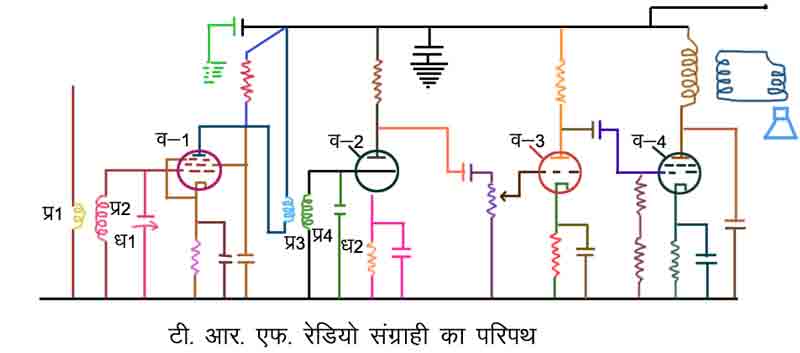 व–1
व–2
व–3
व–4
प्र1
प्र2
ध1
प्र3
प्र4
ध2
टी. आर. एफ. रेडियो संग्राही का परिपथ